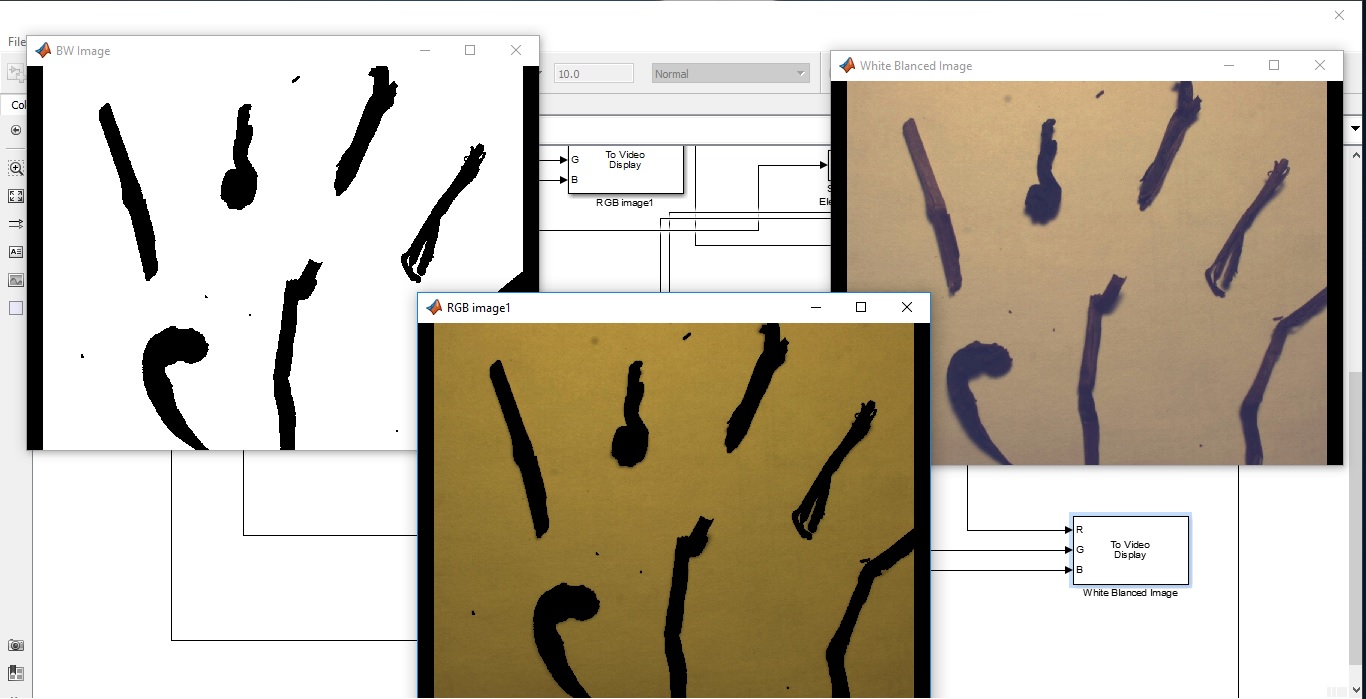 File
BW Image
10.0
Normal
White Blanced Image
Col
G
B
To Video
Display
RGB image1
S
Ele
RGB image1
R
G
B
To Video
Display
White Blanced Image